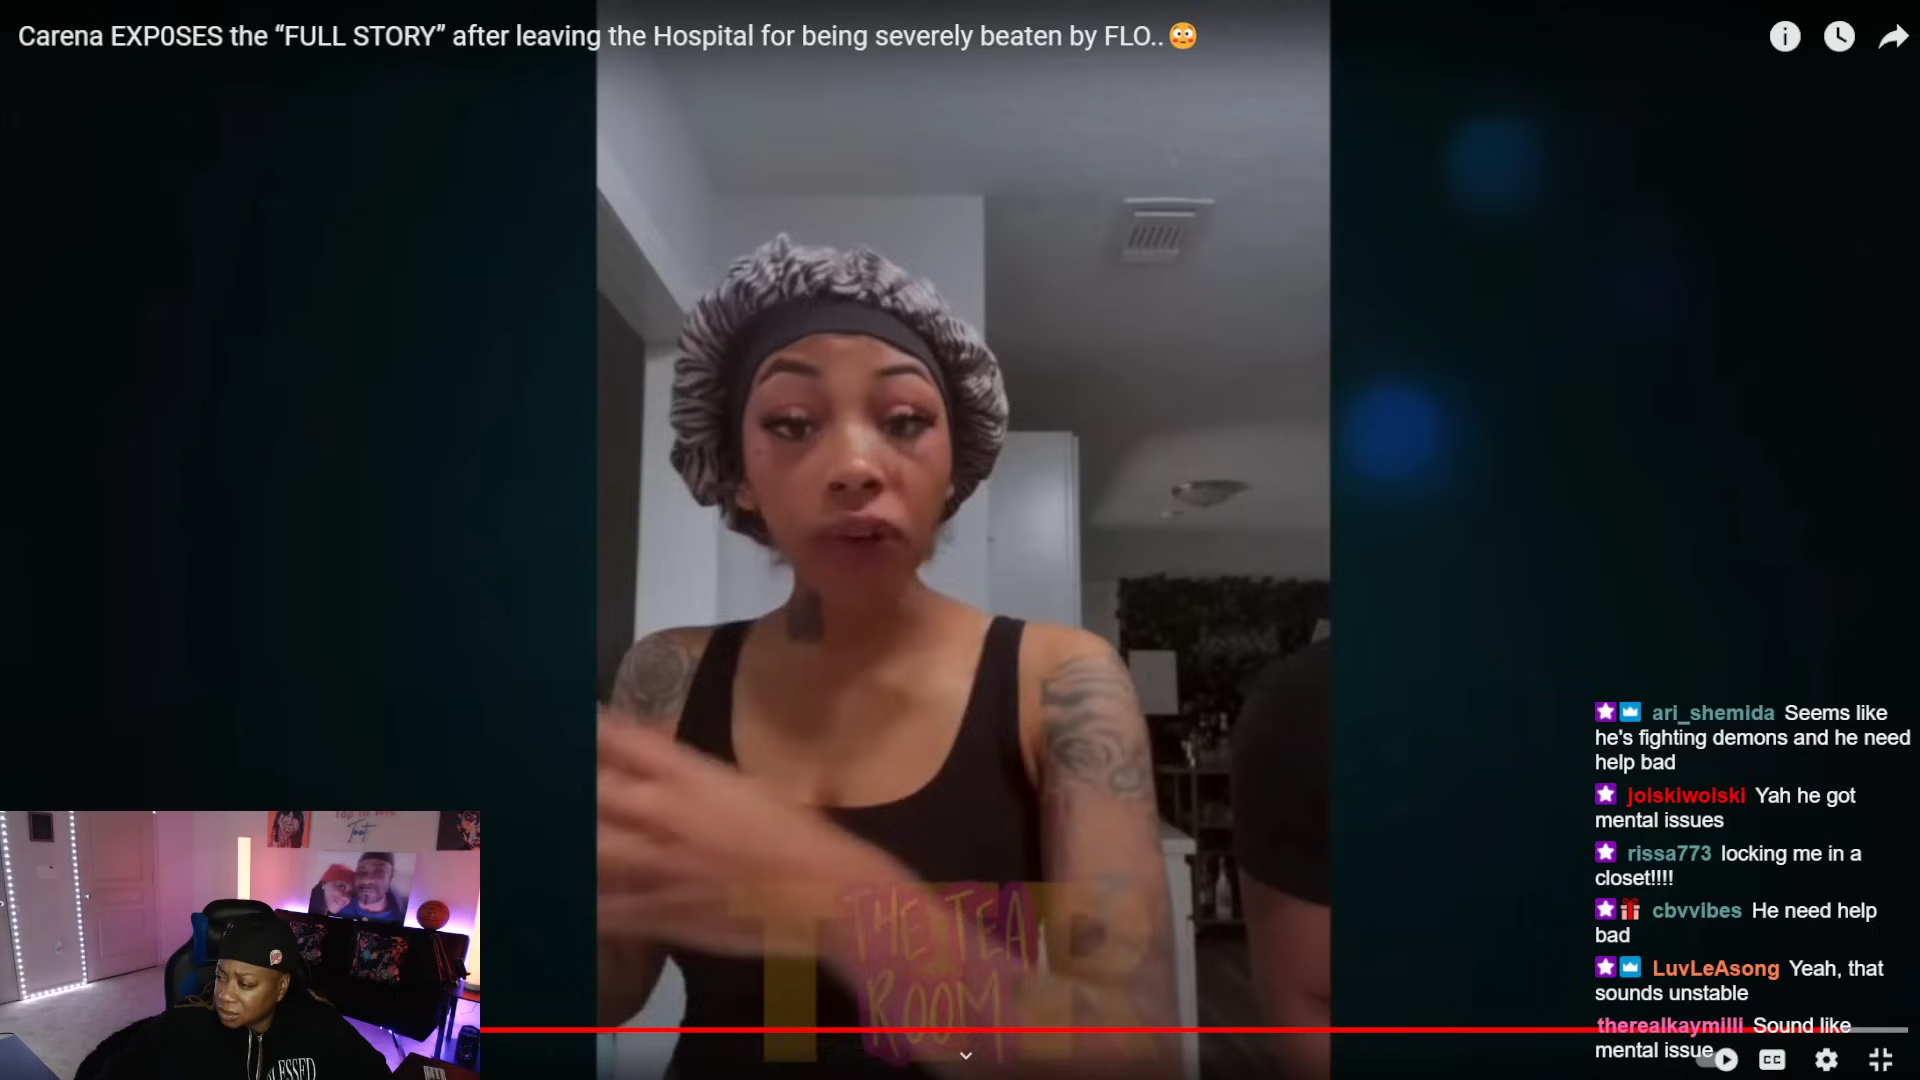 Carena EXP0SES the “FULL STORY” after leaving the Hospital for being severely beaten by FLO..😳
ari_shemida Seems like
he's fighting demons and he need
help bad
joiskiwoiski Yah he got
mental issues
rissa773 locking me in a
closet!!!!
cbvvibes He need help
bad
LuvLeAsong Yeah, that
sounds unstable
therealkaymilli Sound like
mental issue
THE TEA
ROOM
CC